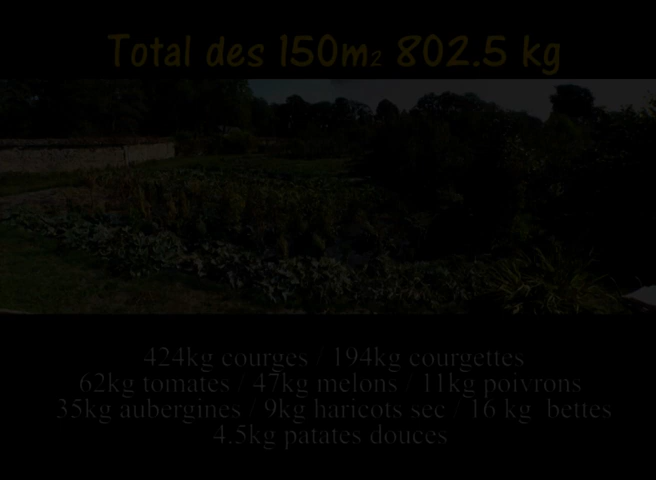 Total des 150m2 802.5 kg
424kg courges / 194kg courgettes
62kg tomates / 47kg melons / 11kg poivrons
35kg aubergines / 9kg haricots sec / 16 kg bettes
4.5kg patates douces